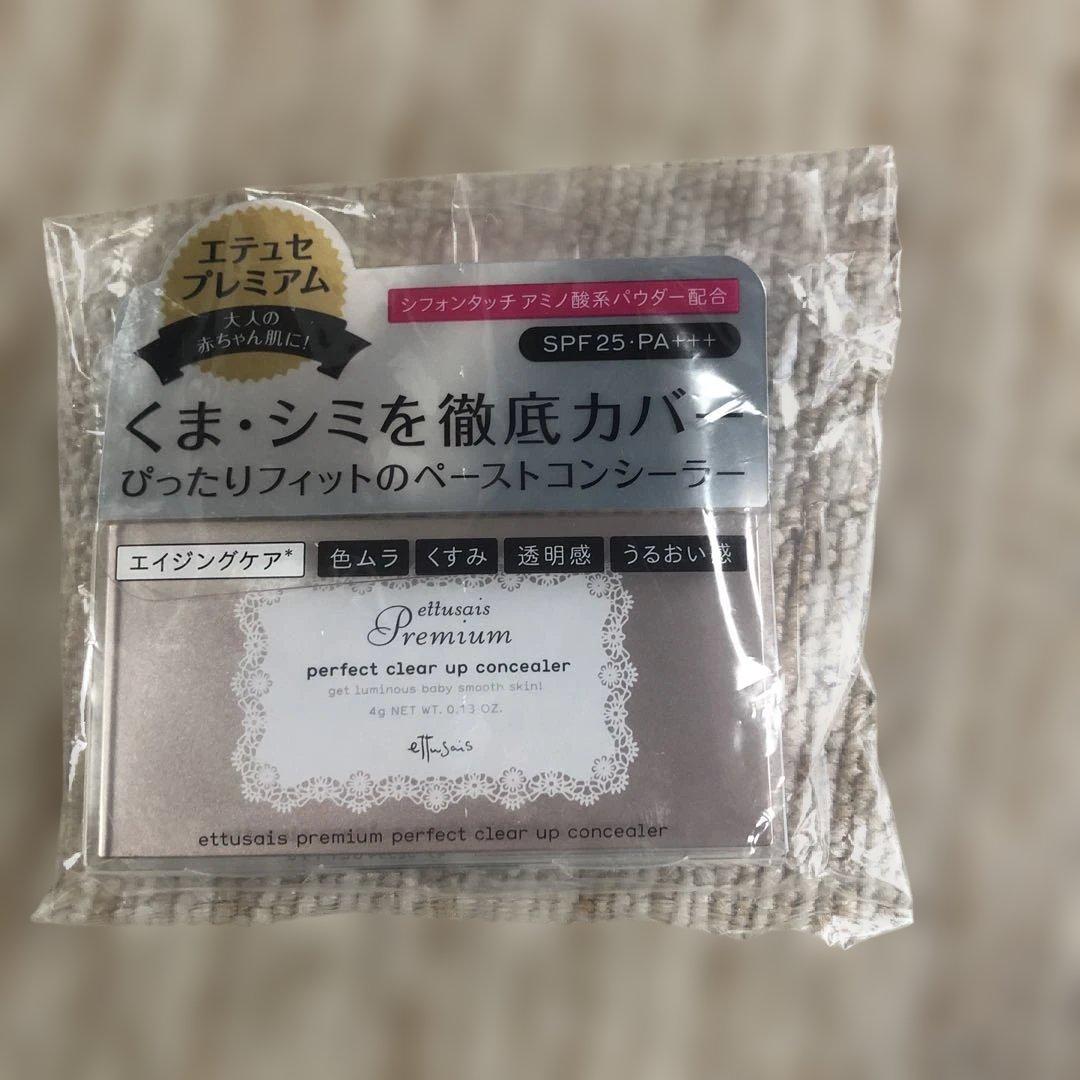 エテュセ
プレミアム
大人の
赤ちゃん肌に!
シフォンタッチ アミノ酸系パウダー配合
SPF25・PA+++
くま・シミを徹底カバー
ぴったりフィットのペーストコンシーラー
エイジングケア*
色ムラ
くすみ
透明感
うるおい感
ettusais
Premium
perfect clear up concealer
get luminous baby smooth skin!
4g NET WT. 0.13 OZ.
ettusais
ettusais premium perfect clear up concealer